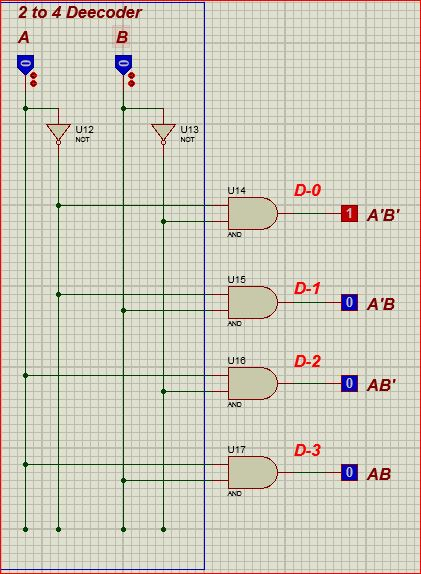 2 to 4 Deecoder
A B
0 0
U12 U13
NOT NOT
U14
D-0
1 A'B'
AND
U15
D-1
0 A'B
AND
U16
D-2
0 AB'
AND
U17
D-3
0 AB
AND